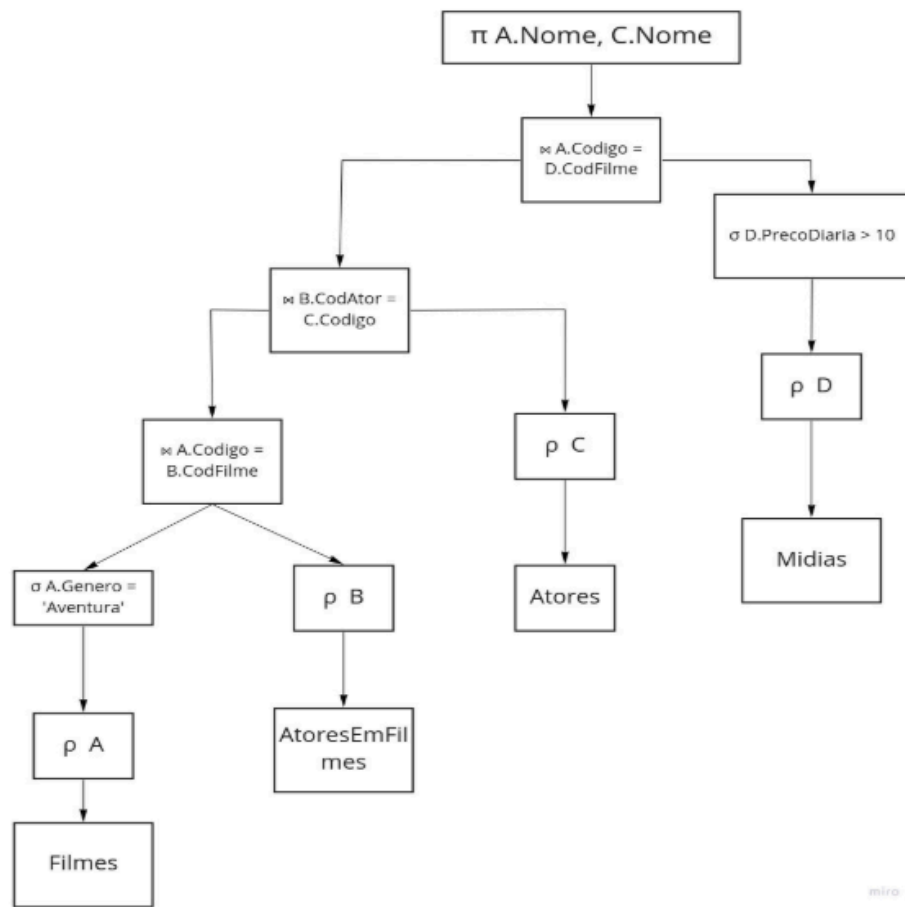 π A.Nome, C.Nome
⋈ A.Codigo =
D.CodFilme
σ D.PrecoDiaria > 10
⋈ B.CodAtor =
C.Codigo
ρ D
⋈ A.Codigo =
B.CodFilme
ρ C
Midias
σ A.Genero =
'Aventura'
ρ B
Atores
ρ A
AtoresEmFil
mes
Filmes
miro